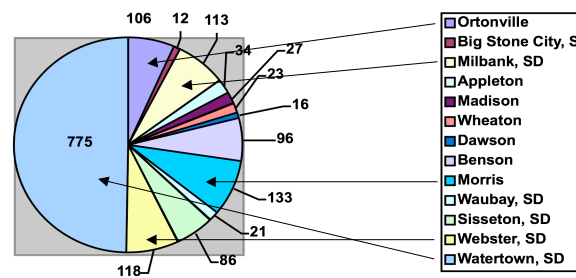 106
12
113
34
27
23
16
96
133
21
86
118
775
Ortonville
Big Stone City, S
Milbank, SD
Appleton
Madison
Wheaton
Dawson
Benson
Morris
Waubay, SD
Sisseton, SD
Webster, SD
Watertown, SD